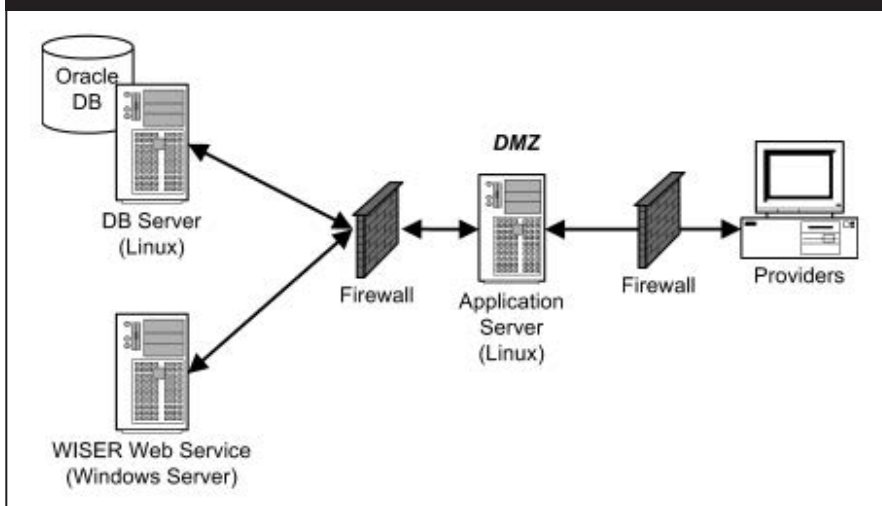 Oracle
DB
DB Server
(Linux)
WISER Web Service
(Windows Server)
Firewall
DMZ
Application
Server
(Linux)
Firewall
Providers